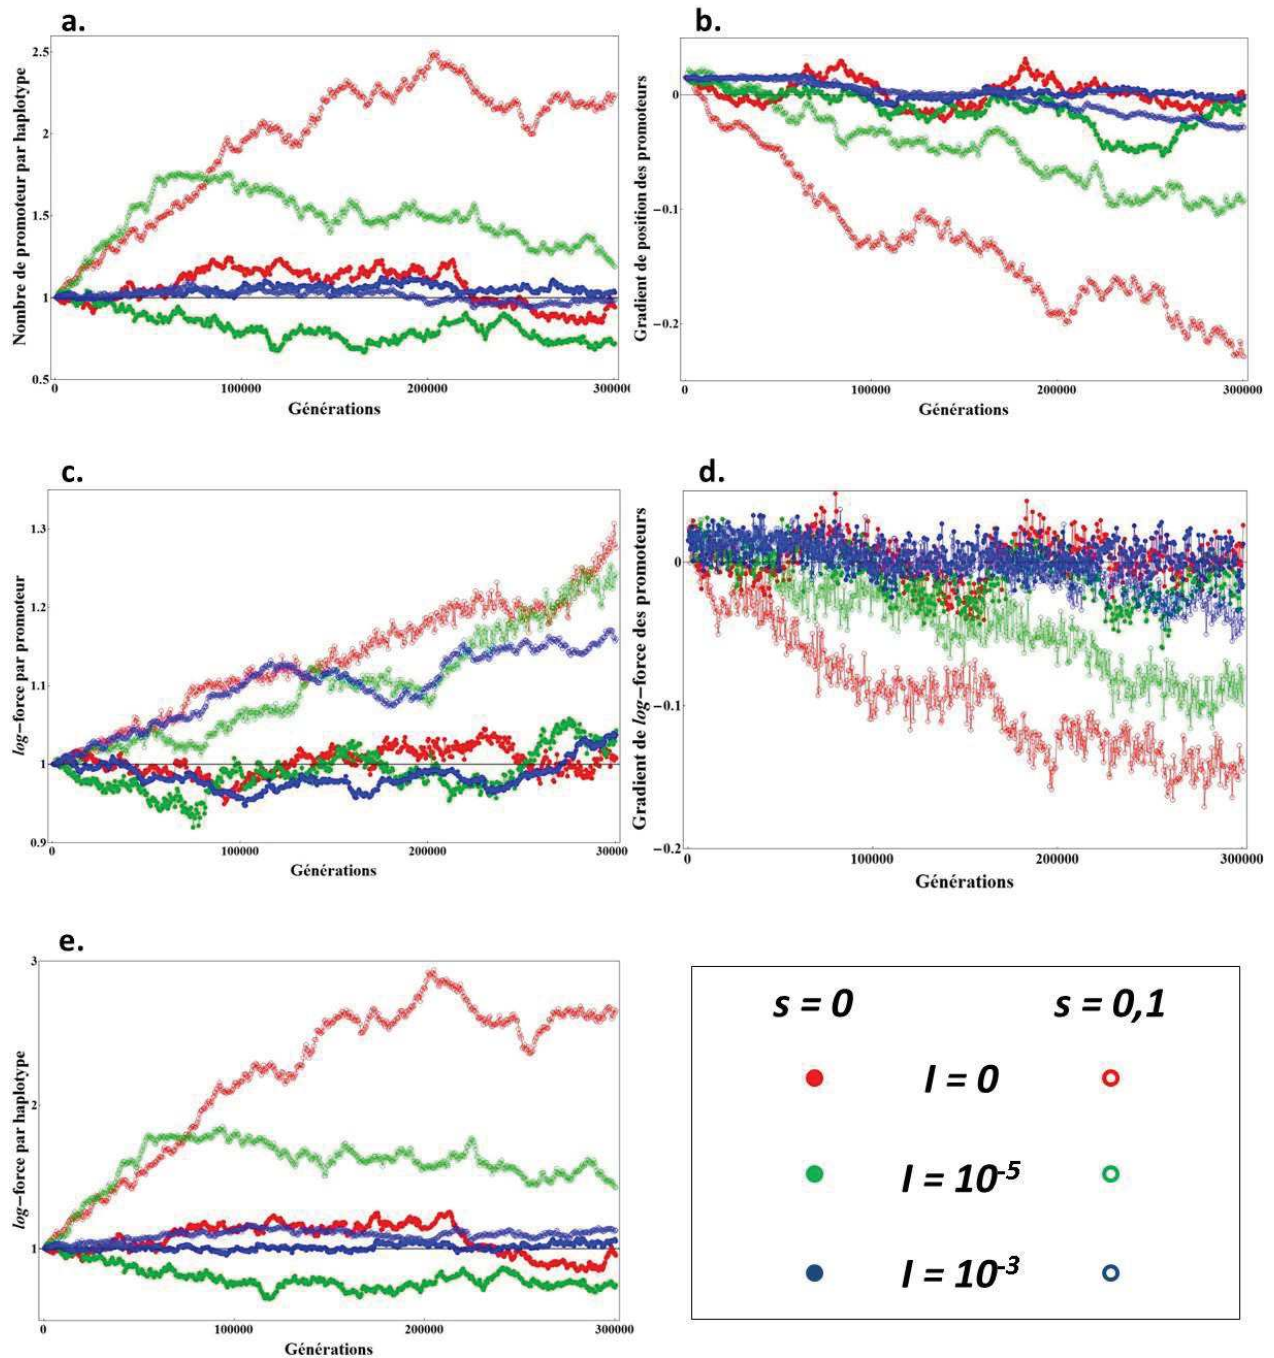 a.
Nombre de promoteur par haplotype
2.5
2
1.5
1
0.5
0
100000
200000
300000
Générations
b.
Gradient de position des promoteurs
0
−0.1
−0.2
0
100000
200000
300000
Générations
c.
log−force par promoteur
1.3
1.2
1.1
1
0.9
0
100000
200000
30000
Générations
d.
Gradient de log−force des promoteurs
0
−0.1
−0.2
0
100000
200000
300000
Générations
e.
log−force par haplotype
3
2
1
0
100000
200000
300000
Générations
s = 0
s = 0,1
I = 0
I = 10⁻⁵
I = 10⁻³